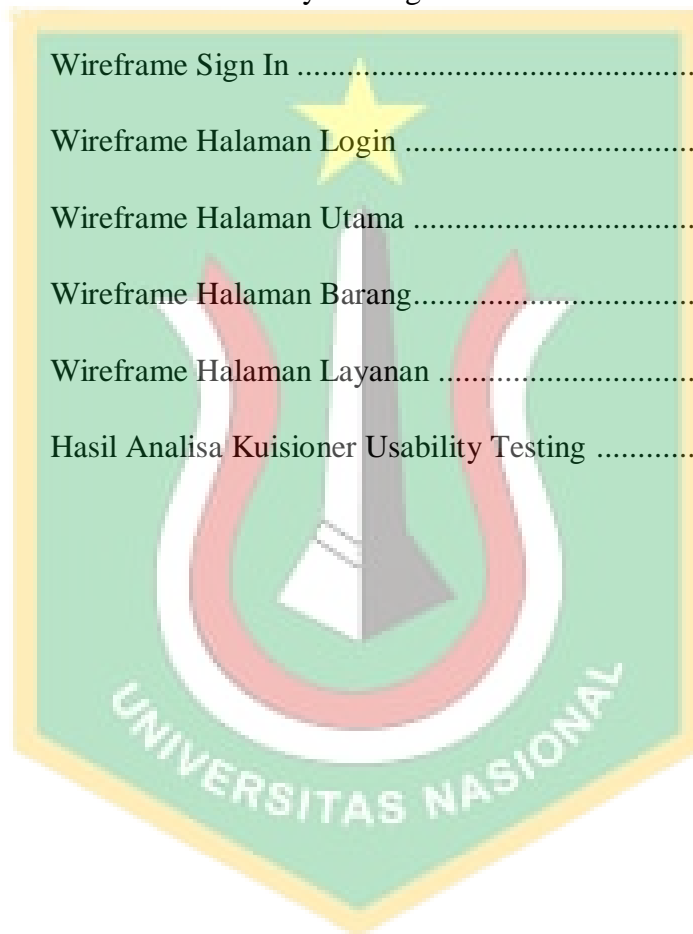 Wireframe Sign In ................................................
Wireframe Halaman Login ...................................
Wireframe Halaman Utama ..................................
Wireframe Halaman Barang..................................
Wireframe Halaman Layanan ...............................
Hasil Analisa Kuisioner Usability Testing ............
UNIVERSITAS NASIONAL